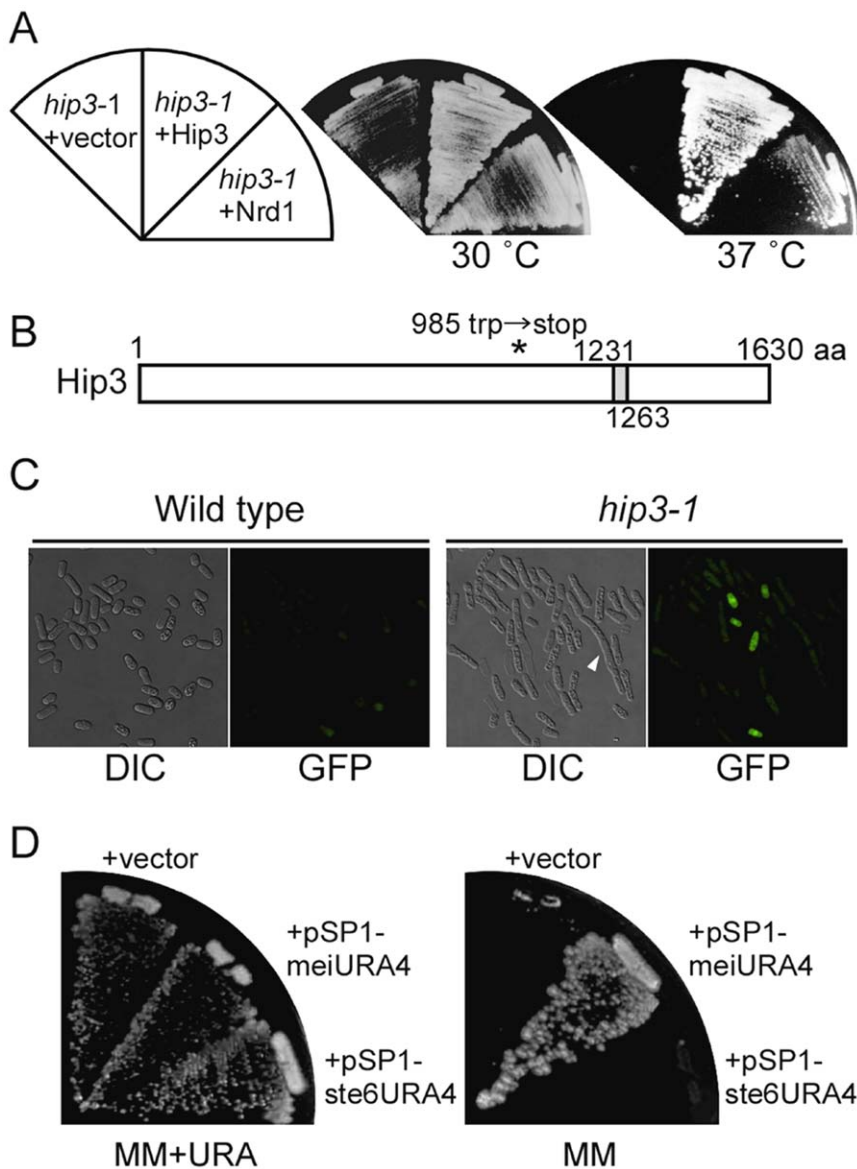 A
hip3-1
+vector
hip3-1
+Hip3
hip3-1
+Nrd1
30 °C
37 °C
B
985 trp→stop
*
1
1231
1630 aa
Hip3
1263
C
Wild type
hip3-1
DIC
GFP
DIC
GFP
D
+vector
+pSP1-
meiURA4
+pSP1-
ste6URA4
MM+URA
+vector
+pSP1-
meiURA4
+pSP1-
ste6URA4
MM